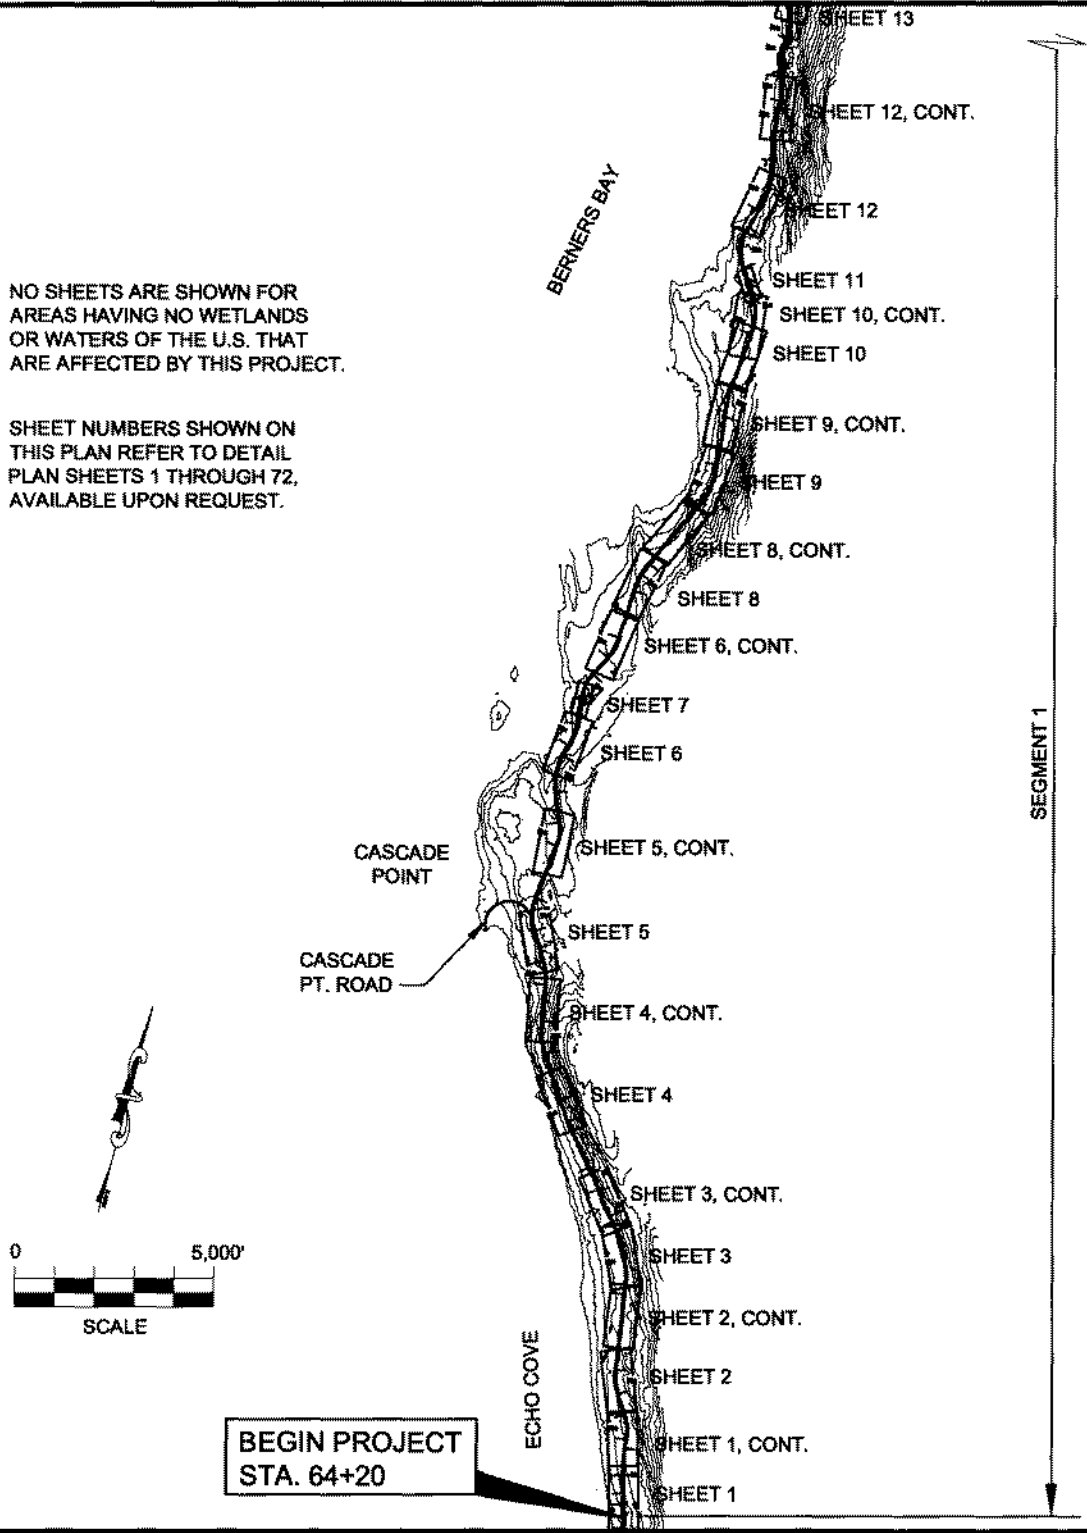 SHEET 13
SHEET 12, CONT.
BERNERS BAY
SHEET 12
NO SHEETS ARE SHOWN FOR
AREAS HAVING NO WETLANDS
OR WATERS OF THE U.S. THAT
ARE AFFECTED BY THIS PROJECT.
SHEET 11
SHEET 10, CONT.
SHEET 10
SHEET NUMBERS SHOWN ON
THIS PLAN REFER TO DETAIL
PLAN SHEETS 1 THROUGH 72,
AVAILABLE UPON REQUEST.
SHEET 9, CONT.
SHEET 9
SHEET 8, CONT.
SHEET 8
SHEET 6, CONT.
SHEET 7
SHEET 6
SEGMENT 1
SHEET 5, CONT.
CASCADE
POINT
SHEET 5
CASCADE
PT. ROAD
SHEET 4, CONT.
SHEET 4
SHEET 3, CONT.
SHEET 3
0 5,000'
SCALE
SHEET 2, CONT.
SHEET 2
ECHO COVE
SHEET 1, CONT.
SHEET 1
BEGIN PROJECT
STA. 64+20